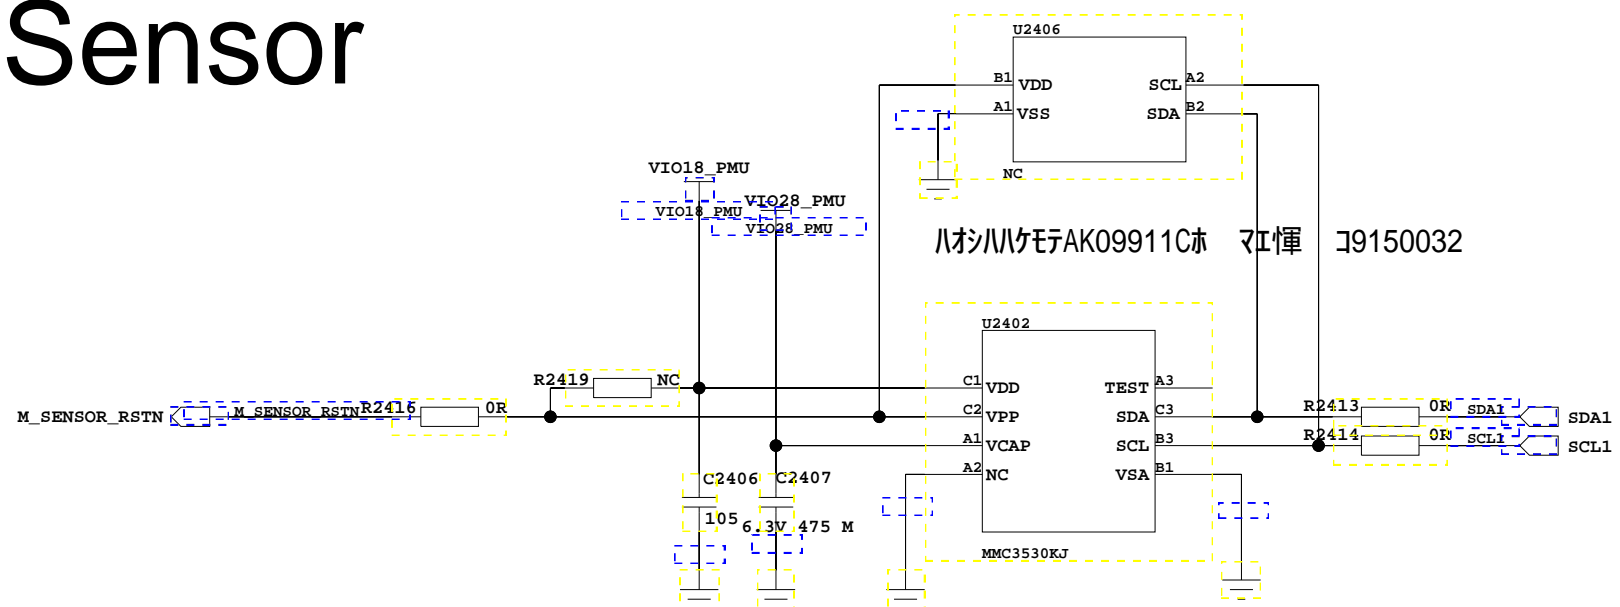 Sensor
U2406
B1 VDD SCL A2
A1 VSS SDA B2
NC
VIO18_PMU
VIO28_PMU
VIO18_PMU
VIO28_PMU
ﾊｵｼﾊﾊｹﾓﾃAK09911Cﾎ ﾏｴ惲 ｺ9150032
U2402
R2419 NC C1 VDD TEST A3
M_SENSOR_RSTN M_SENSOR_RSTN R2416 0R C2 VPP SDA C3 R2413 0R SDA1 SDA1
A1 VCAP SCL B3 R2414 0R SCL1 SCL1
A2 NC VSA B1
C2406 C2407
105 6.3V 475 M
MMC3530KJ